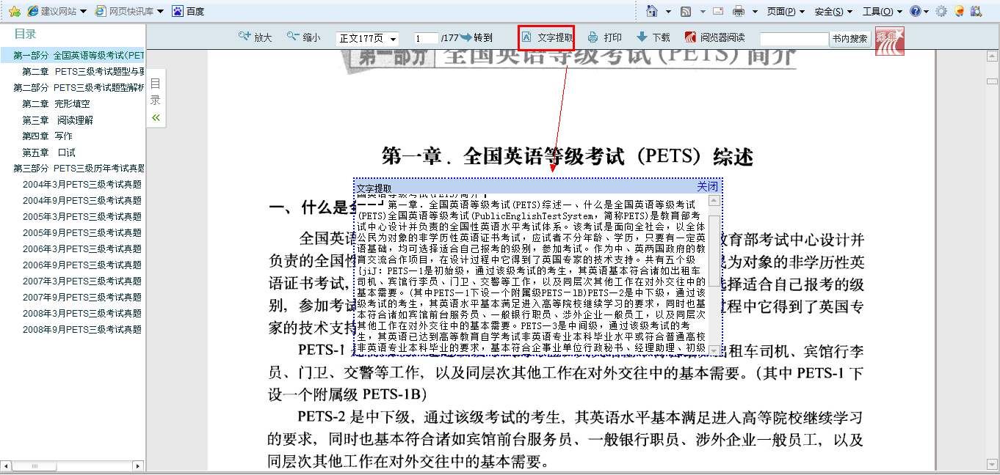 建议网站 网页快讯库 百度 页面(P) 安全(S) 工具(O)
目录
放大 缩小 正文177页 1 /177 转到 文字提取 打印 下载 阅览器阅读 书内搜索
第一部分 全国英语等级考试(PET
第二章 PETS三级考试题型与要
第二部分 PETS三级考试题型解析
第二章 完形填空
第三章 阅读理解
第四章 写作
第五章 口试
第三部分 PETS三级历年考试真题
2004年3月PETS三级考试真题
2004年9月PETS三级考试真题
2005年3月PETS三级考试真题
2005年9月PETS三级考试真题
2006年3月PETS三级考试真题
2006年9月PETS三级考试真题
2007年3月PETS三级考试真题
2007年9月PETS三级考试真题
2008年3月PETS三级考试真题
2008年9月PETS三级考试真题
目
录
«
第一部分 全国英语等级考试（PETS）简介
第一章．全国英语等级考试（PETS）综述
文字提取 关闭
国英语等级考试(PETS)简介
━━┛第一章．全国英语等级考试(PETS)综述一、什么是全国英语等级考试
(PETS)全国英语等级考试(PublicEnglishTestSystem，简称PETS)是教育部考
试中心设计并负责的全国性英语水平考试体系。该考试是面向全社会，以全体
公民为对象的非学历性英语证书考试，应试者不分年龄、学历，只要有一定英
语基础，均可选择适合自己报考的级别，参加考试。作为中、英两国政府的教
育交流合作项目，在设计过程中它得到了英国专家的技术支持。共有五个级
{jiJ：PETS—1是初始级，通过该级考试的考生，其英语基本符合诸如出租车
司机、宾馆行李员、门卫、交警等工作，以及同层次其他工作在对外交往中的
基本需要。(其中PETS—1下设一个附属级PETS－1B)PETS－2是中下级，通过该
级考试的考生，其英语水平基本满足进入高等院校继续学习的要求，同时也基
本符合诸如宾馆前台服务员、一般银行职员、涉外企业一般员工，以及同层次
其他工作在对外交往中的基本需要。PETS—3是中间级，通过该级考试的考
生，其英语已达到高等教育自学考试非英语专业本科毕业水平或符合普通高校
非英语专业本科毕业的要求，基本符合企事业单位行政秘书、经理助理、初级
一、什么是全
全国英语 教育部考试中心设计并
负责的全国性 民为对象的非学历性英
语证书考试， 选择适合自己报考的级
别，参加考试 过程中它得到了英国专
家的技术支持
PETS-1 出租车司机、宾馆行李
员、门卫、交警等工作，以及同层次其他工作在对外交往中的基本需要。（其中 PETS-1 下
设一个附属级 PETS-1B）
PETS-2 是中下级，通过该级考试的考生，其英语水平基本满足进入高等院校继续学习
的要求，同时也基本符合诸如宾馆前台服务员、一般银行职员、涉外企业一般员工，以及
同层次其他工作在对外交往中的基本需要。